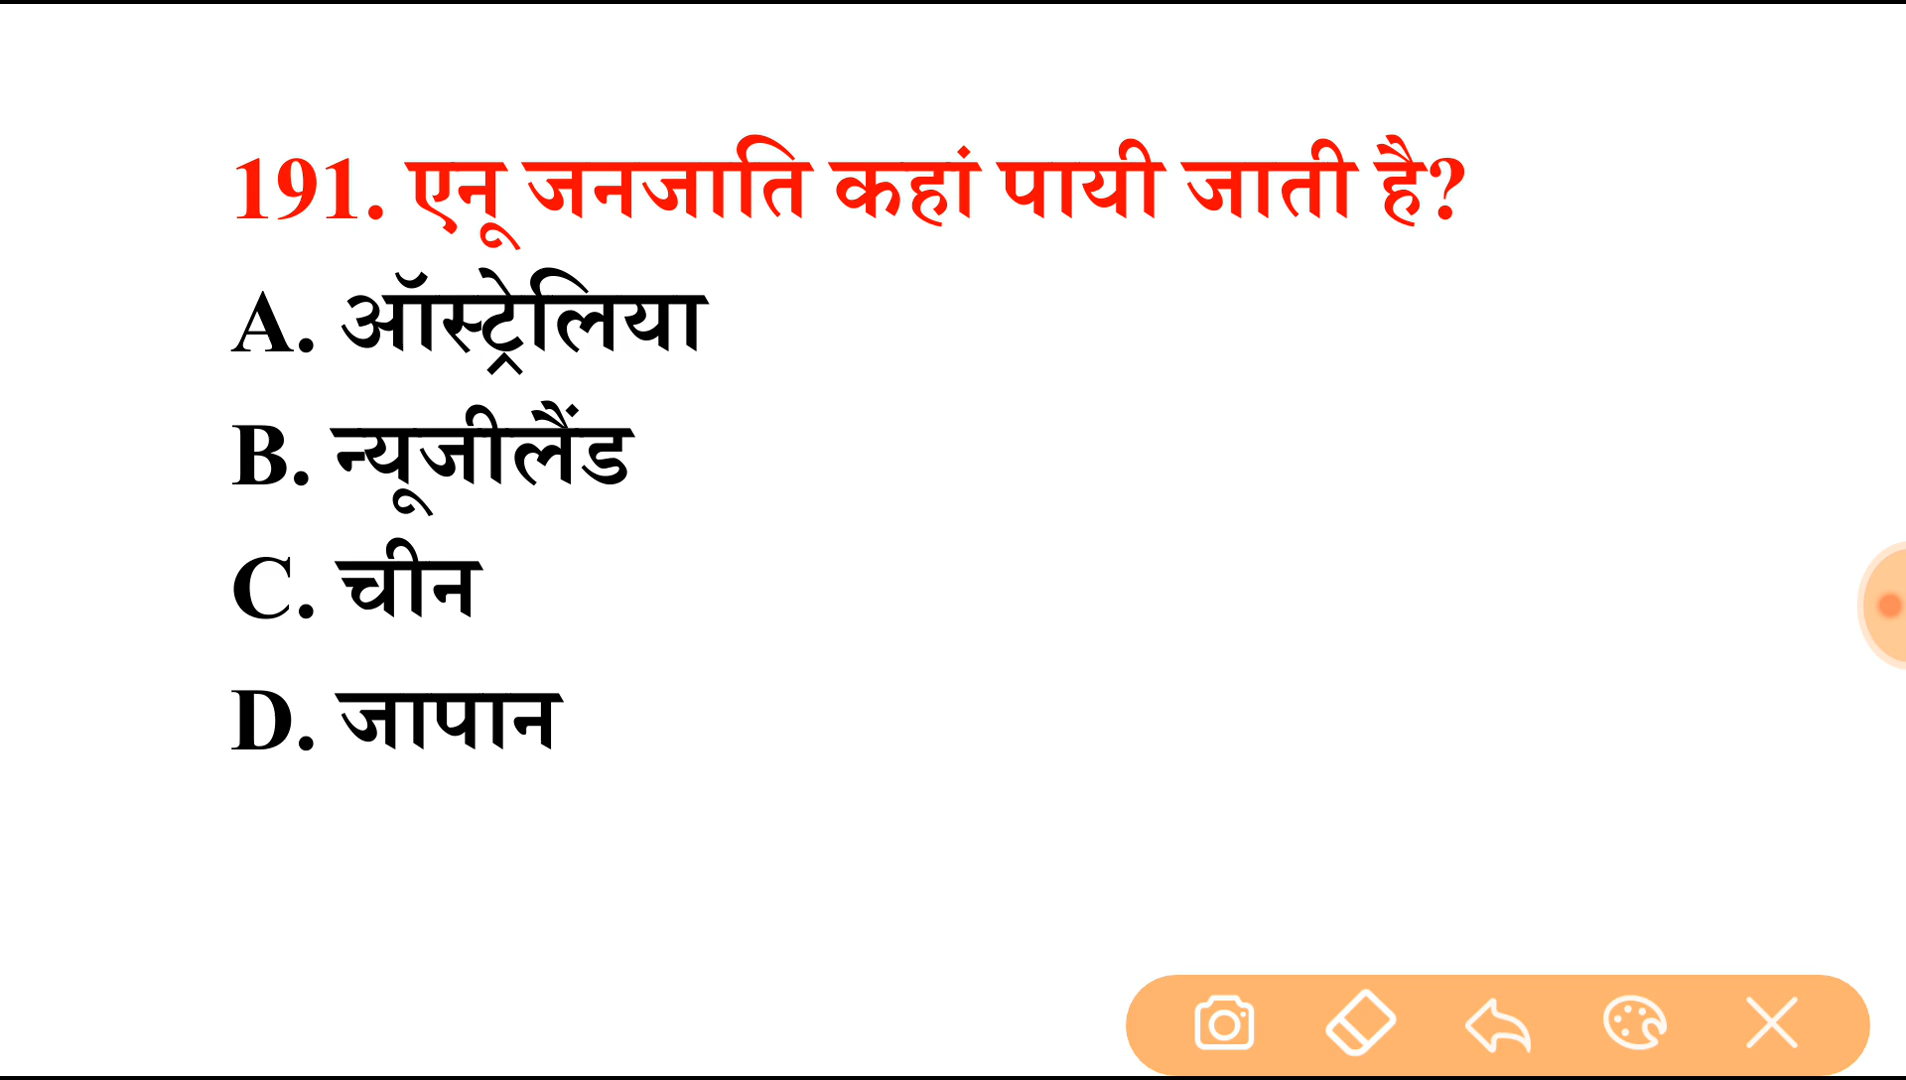 191. एनू जनजाति कहां पायी जाती है?
A. ऑस्ट्रेलिया
B. न्यूजीलैंड
C. चीन
D. जापान